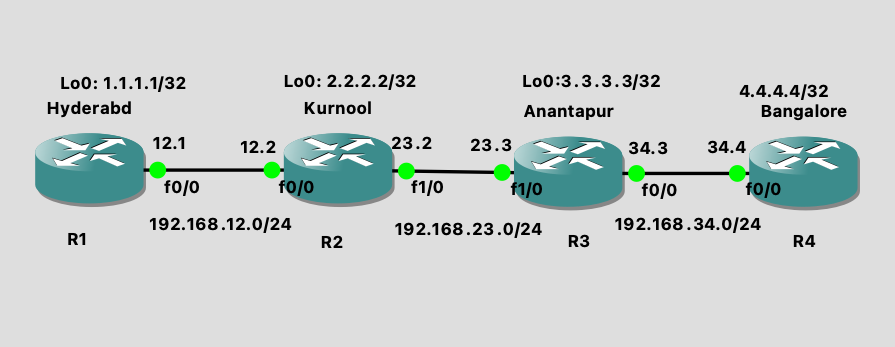 Lo0: 1.1.1.1/32
Hyderabd
12.1
f0/0
R1
192.168.12.0/24
Lo0: 2.2.2.2/32
Kurnool
12.2
f0/0
23.2
f1/0
R2
192.168.23.0/24
Lo0:3.3.3.3/32
Anantapur
23.3
f1/0
34.3
f0/0
R3
192.168.34.0/24
4.4.4.4/32
Bangalore
34.4
f0/0
R4